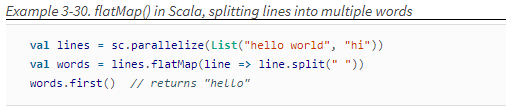 Example 3-30. flatMap() in Scala, splitting lines into multiple words
val lines = sc.parallelize(List("hello world", "hi"))
val words = lines.flatMap(line => line.split(" "))
words.first()  // returns "hello"